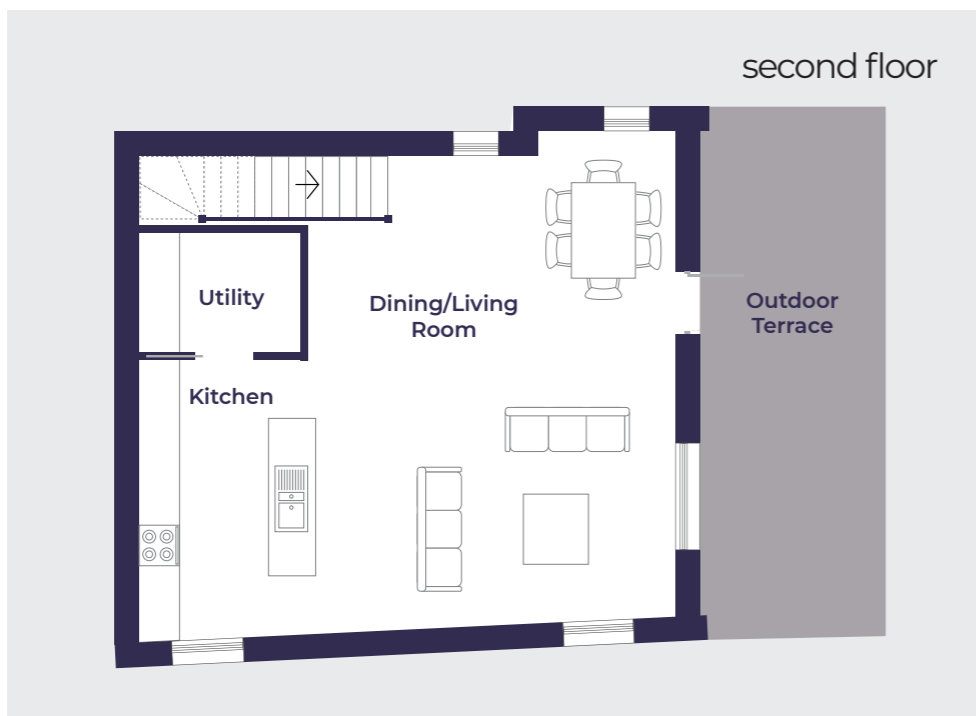 second floor
Utility
Dining/Living
Room
Outdoor
Terrace
Kitchen